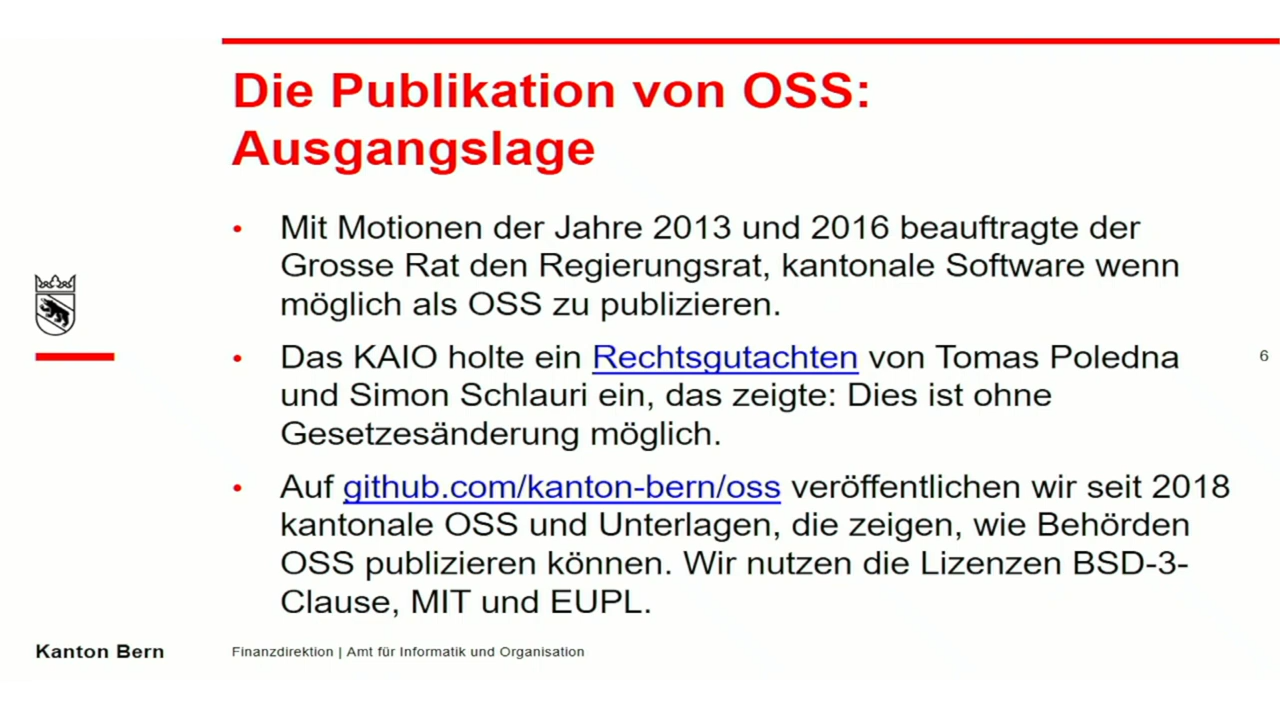 Die Publikation von OSS:
Ausgangslage
• Mit Motionen der Jahre 2013 und 2016 beauftragte der
Grosse Rat den Regierungsrat, kantonale Software wenn
möglich als OSS zu publizieren.
• Das KAIO holte ein Rechtsgutachten von Tomas Poledna
und Simon Schlauri ein, das zeigte: Dies ist ohne
Gesetzesänderung möglich.
6
• Auf github.com/kanton-bern/oss veröffentlichen wir seit 2018
kantonale OSS und Unterlagen, die zeigen, wie Behörden
OSS publizieren können. Wir nutzen die Lizenzen BSD-3-
Clause, MIT und EUPL.
Kanton Bern
Finanzdirektion | Amt für Informatik und Organisation